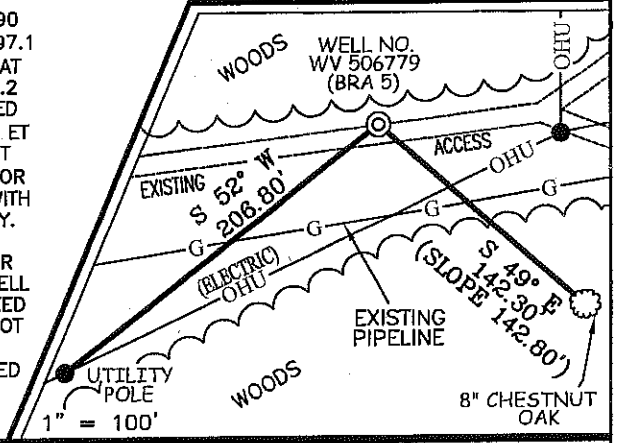 90
97.1
AT
.2
ED
ET
T
OR
WITH
Y.
R
ELL
ED
OT
ED
WOODS
WELL NO.
WV 506779
(BRA 5)
OHU
EXISTING
ACCESS
OHU
S 52° W
206.80'
G
G
G
G
(ELECTRIC)
OHU
S 49° E
142.30'
(SLOPE 142.80')
EXISTING
PIPELINE
UTILITY
POLE
WOODS
8" CHESTNUT
OAK
1" = 100'